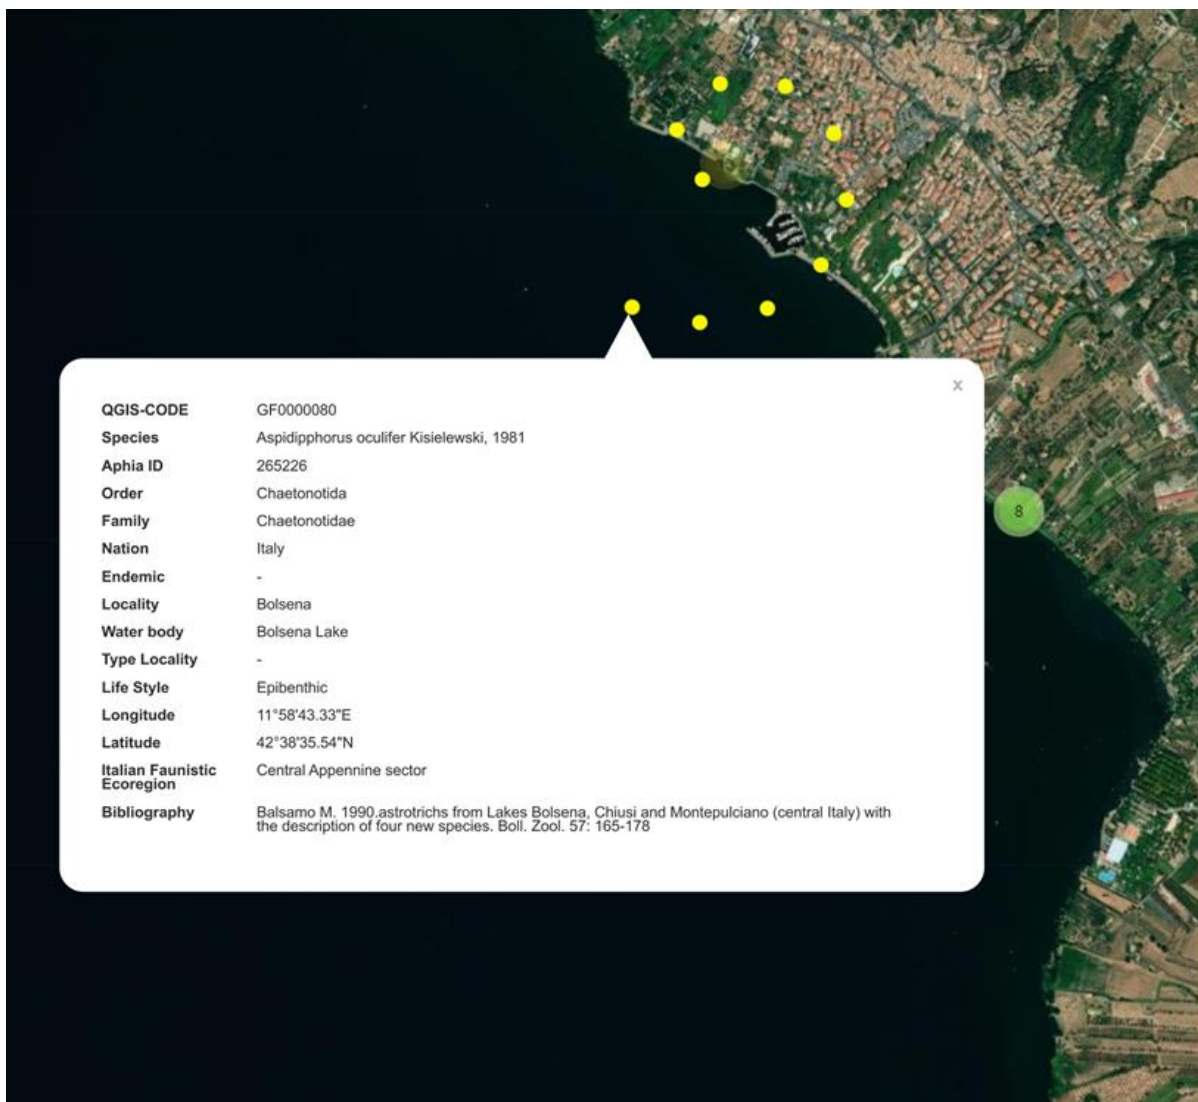 x
QGIS-CODE GF0000080
Species Aspidipphorus oculifer Kisielewski, 1981
Aphia ID 265226
Order Chaetonotida
Family Chaetonotidae
Nation Italy
Endemic -
Locality Bolsena
Water body Bolsena Lake
Type Locality -
Life Style Epibenthic
Longitude 11°58'43.33"E
Latitude 42°38'35.54"N
Italian Faunistic Central Appennine sector
Ecoregion
Bibliography Balsamo M. 1990.astrotrichs from Lakes Bolsena, Chiusi and Montepulciano (central Italy) with
the description of four new species. Boll. Zool. 57: 165-178
8